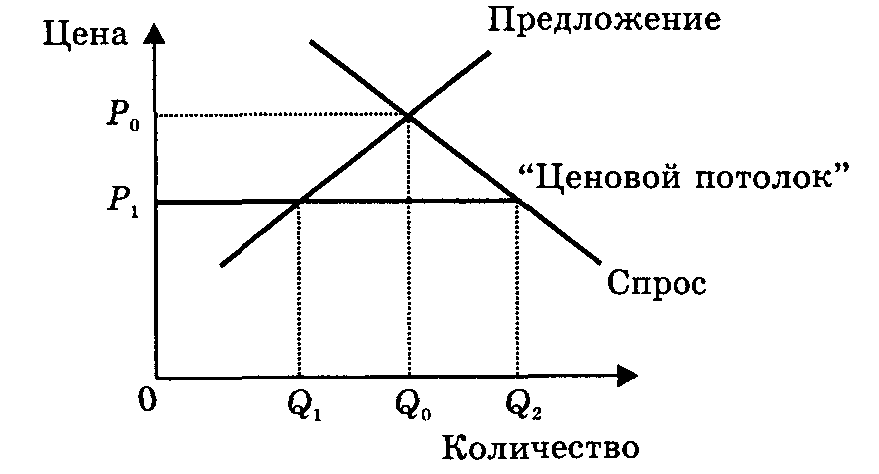 Цена
Предложение
P₀
"Ценовой потолок"
P₁
Спрос
0
Q₁
Q₀
Q₂
Количество